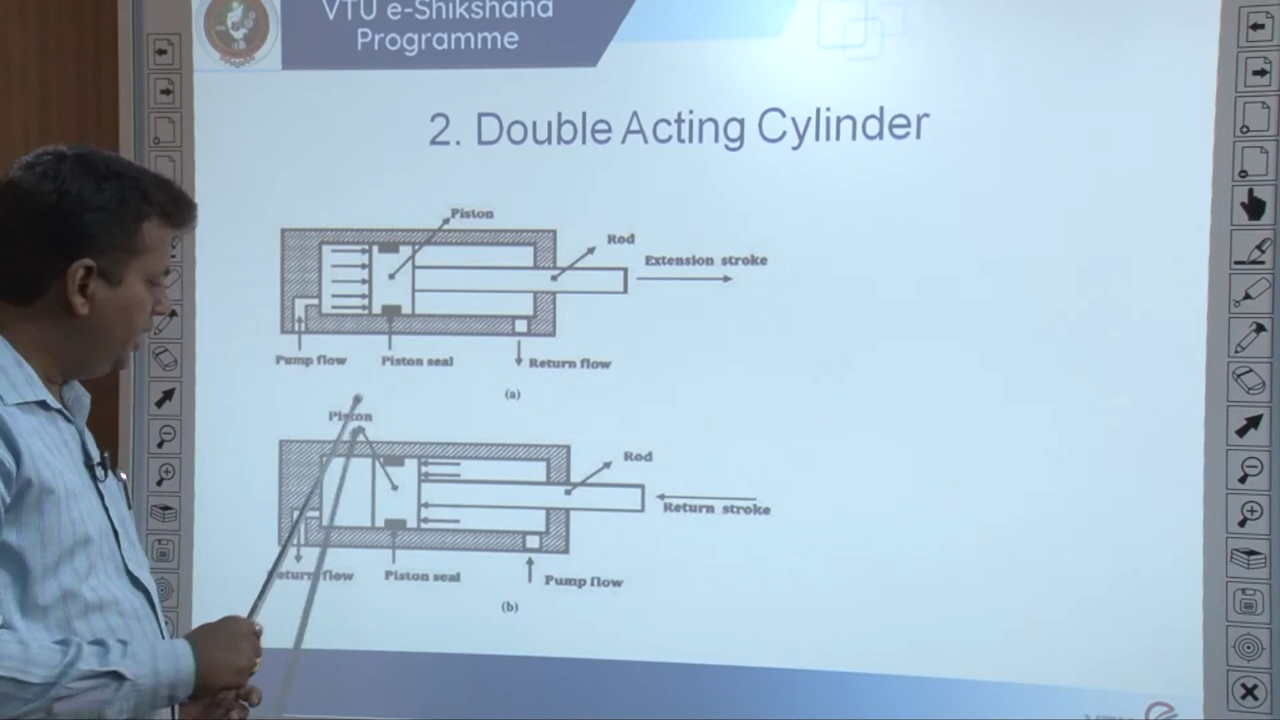 VTU e-Shikshana
Programme
2. Double Acting Cylinder
Piston
Rod
Extension stroke
Pump flow
Piston seal
Return flow
(a)
Piston
Rod
Return stroke
flow
Piston seal
Pump flow
(b)